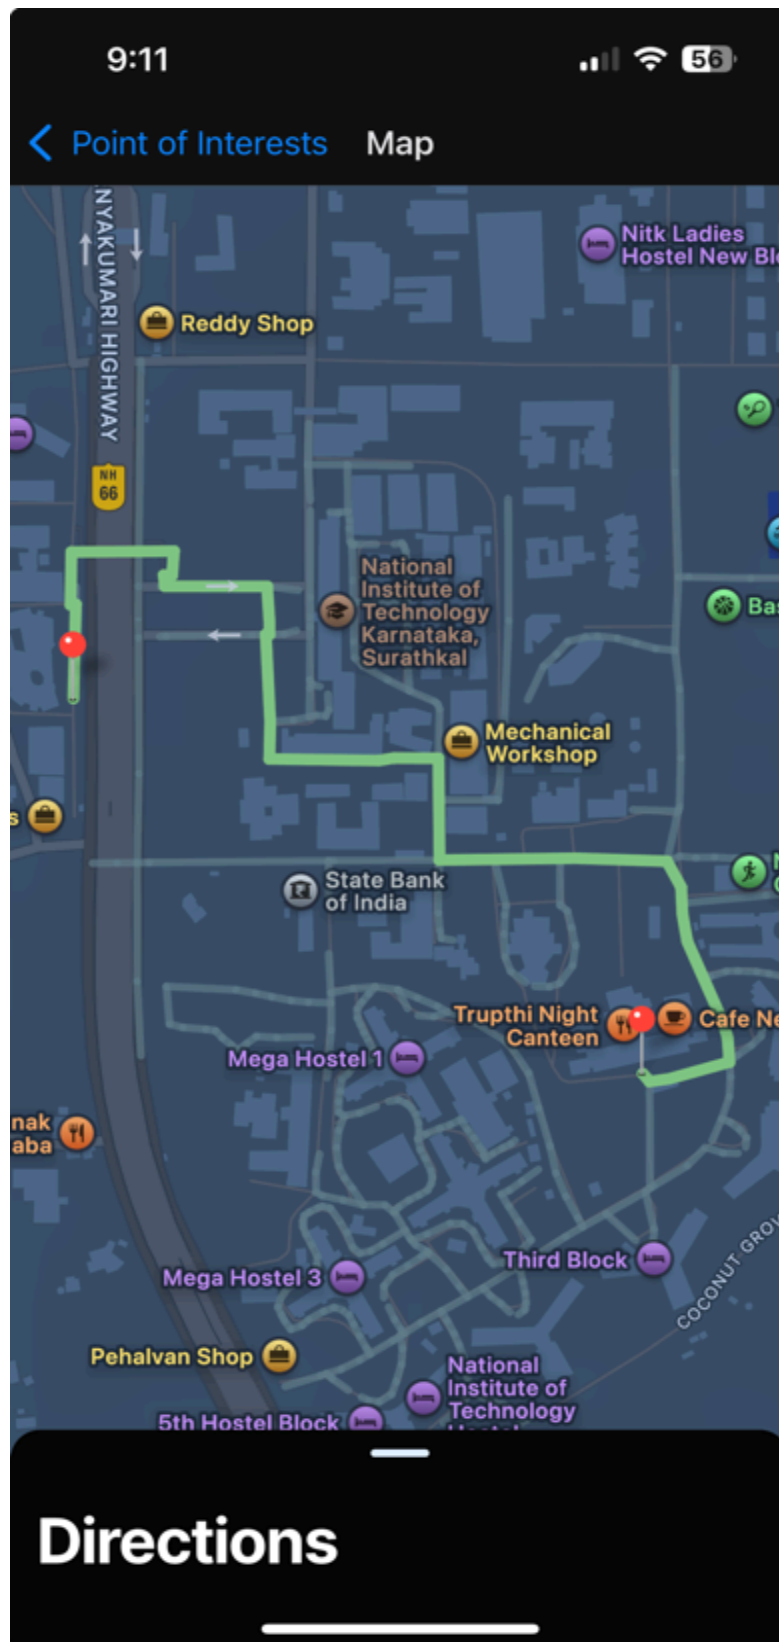 9:11
56
Point of Interests
Map
NYAKUMARI HIGHWAY
Nitk Ladies
Hostel New Blo
Reddy Shop
NH
66
National
Institute of
Technology
Karnataka,
Surathkal
Bas
Mechanical
Workshop
s
State Bank
of India
Trupthi Night
Canteen
Cafe Ne
Mega Hostel 1
nak
aba
Third Block
COCONUT GROV
Mega Hostel 3
Pehalvan Shop
National
Institute of
Technology
5th Hostel Block
Directions